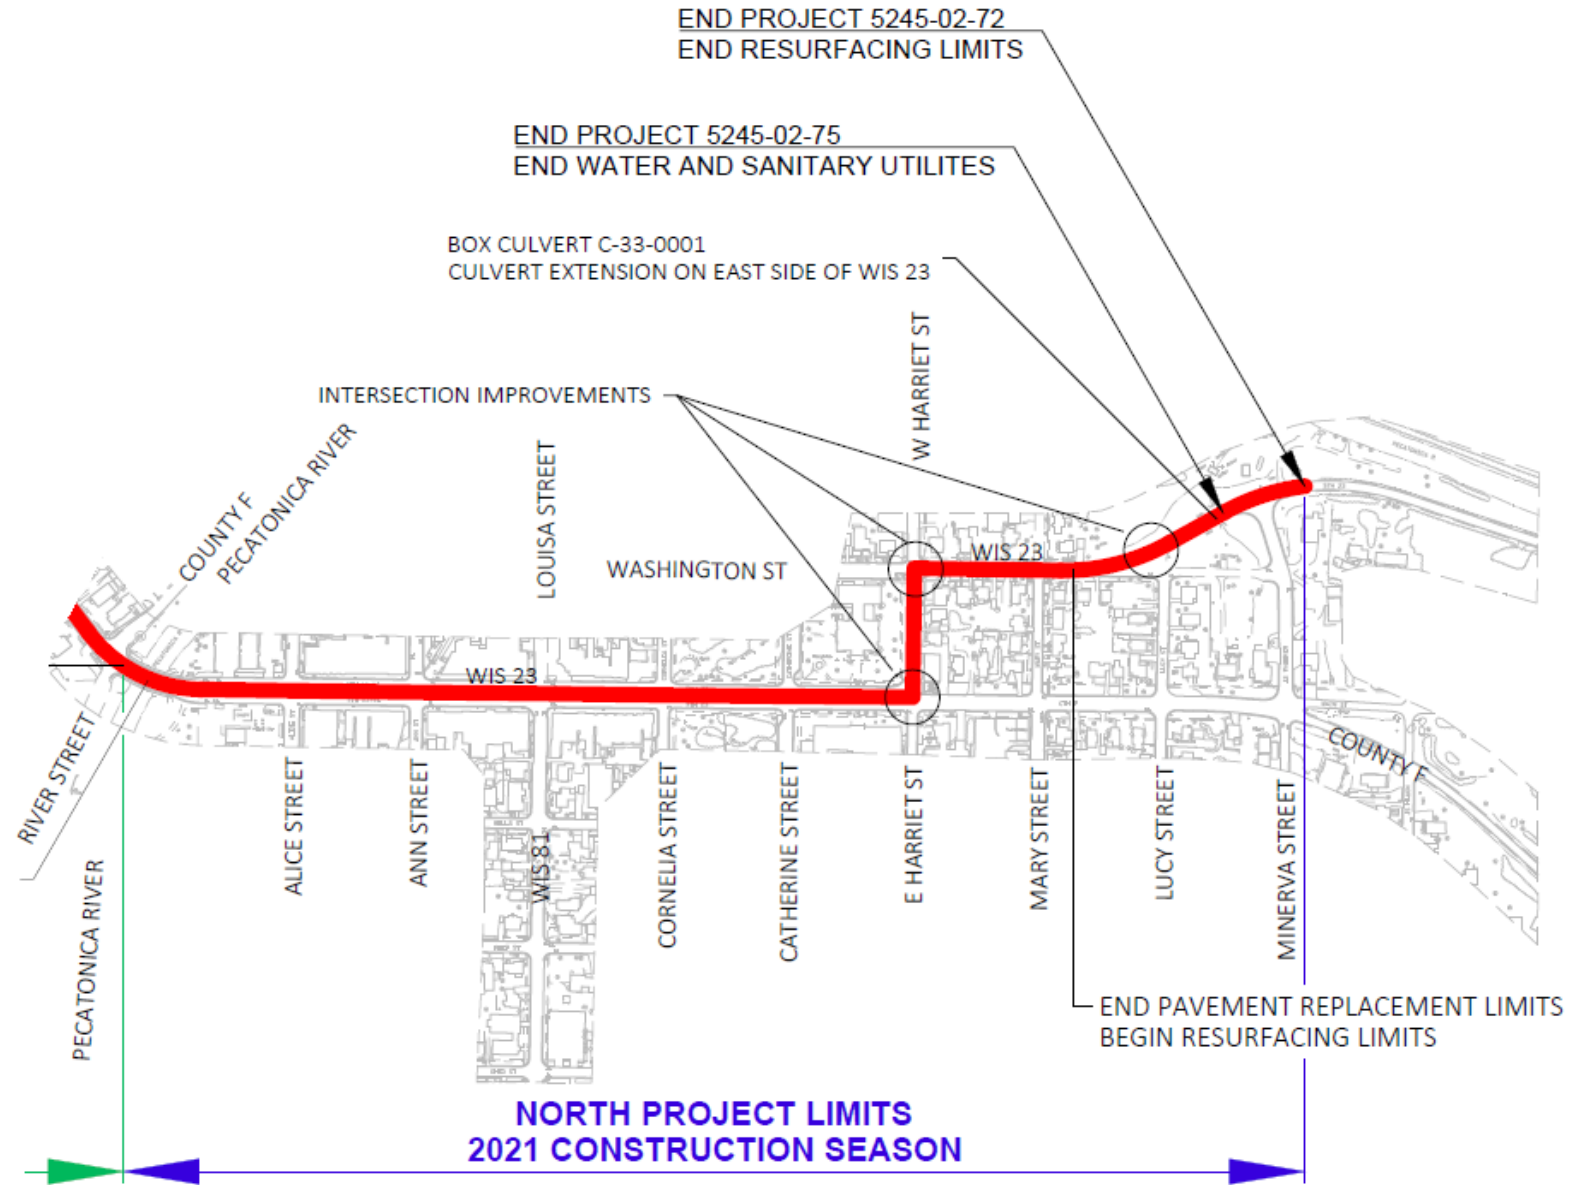 END PROJECT 5245-02-72
END RESURFACING LIMITS
END PROJECT 5245-02-75
END WATER AND SANITARY UTILITES
BOX CULVERT C-33-0001
CULVERT EXTENSION ON EAST SIDE OF WIS 23
INTERSECTION IMPROVEMENTS
W HARRIET ST
COUNTY F
PECATONICA RIVER
LOUISA STREET
WASHINGTON ST
WIS 23
WIS 23
RIVER STREET
PECATONICA RIVER
ALICE STREET
ANN STREET
WIS 81
CORNELIA STREET
CATHERINE STREET
E HARRIET ST
MARY STREET
LUCY STREET
MINERVA STREET
COUNTY F
END PAVEMENT REPLACEMENT LIMITS
BEGIN RESURFACING LIMITS
NORTH PROJECT LIMITS
2021 CONSTRUCTION SEASON